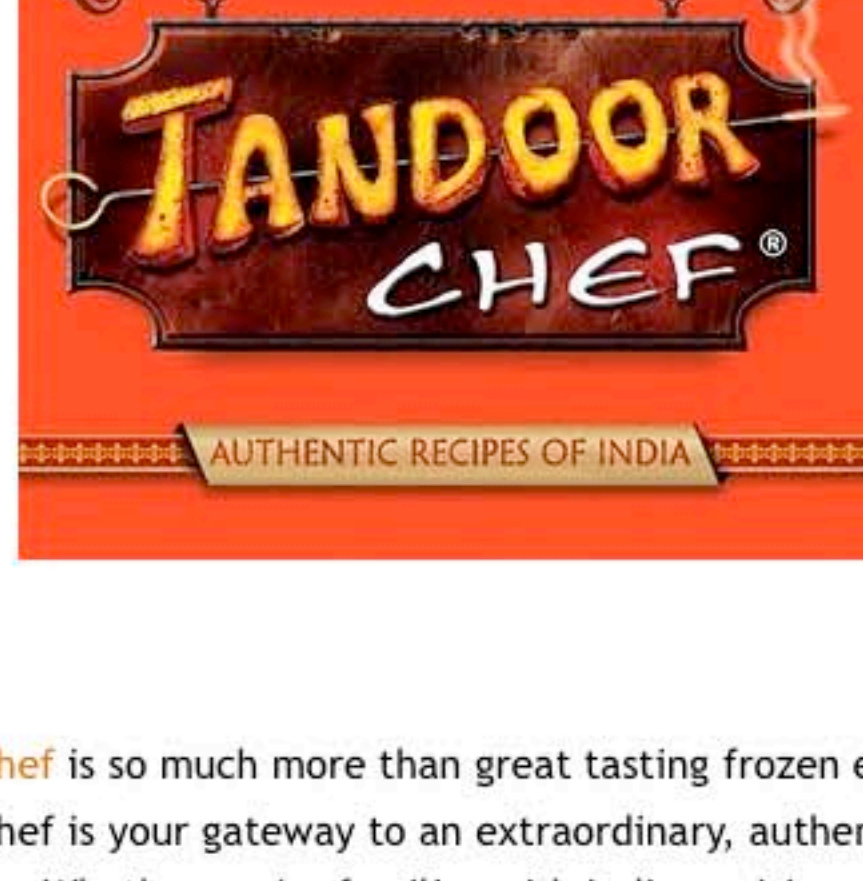 TANDOOR
CHEF®
AUTHENTIC RECIPES OF INDIA
hef is so much more than great tasting frozen e
hef is your gateway to an extraordinary, authe